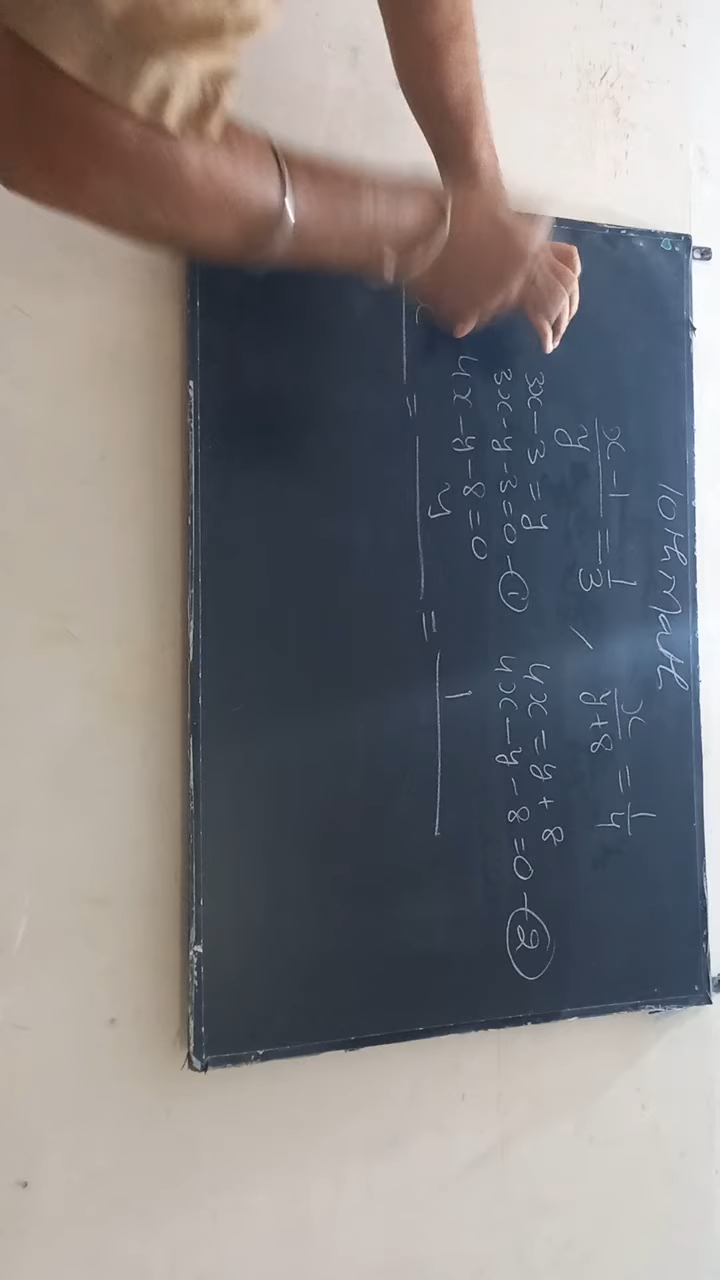 10th Math
x-1/y = 1/3 , x/y+8 = 1/4
3x-3=y 4x=y+8
3x-y-3=0-① 4x-y-8=0-②
4x-y-8=0
x = y = 1